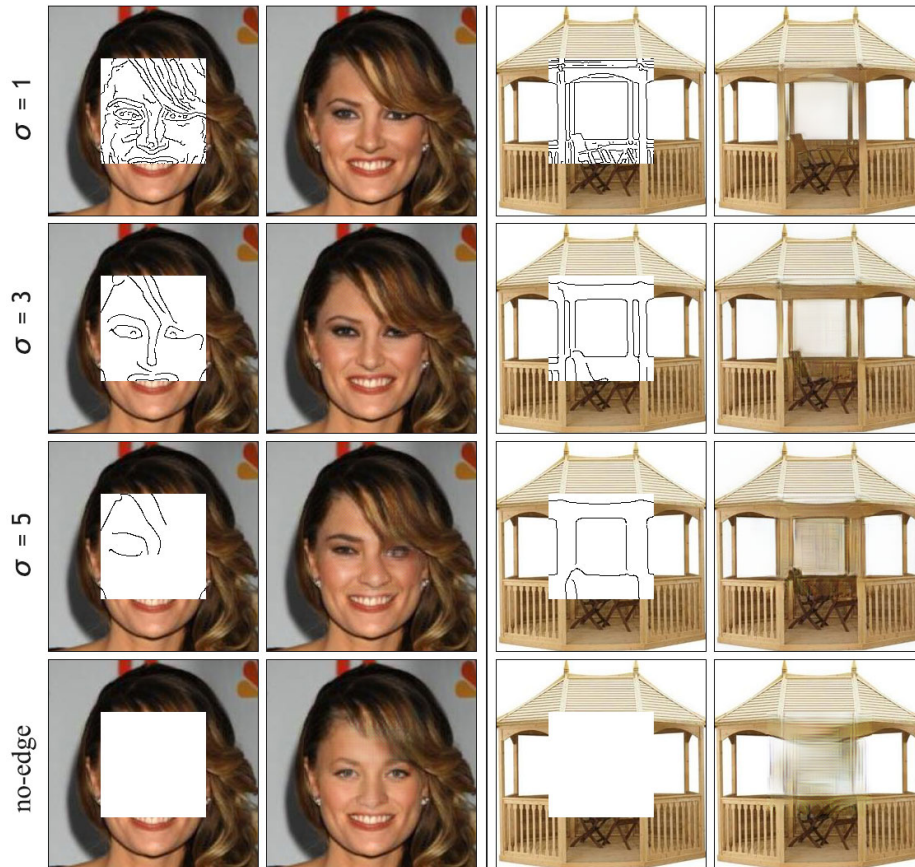 σ = 1
σ = 3
σ = 5
no-edge